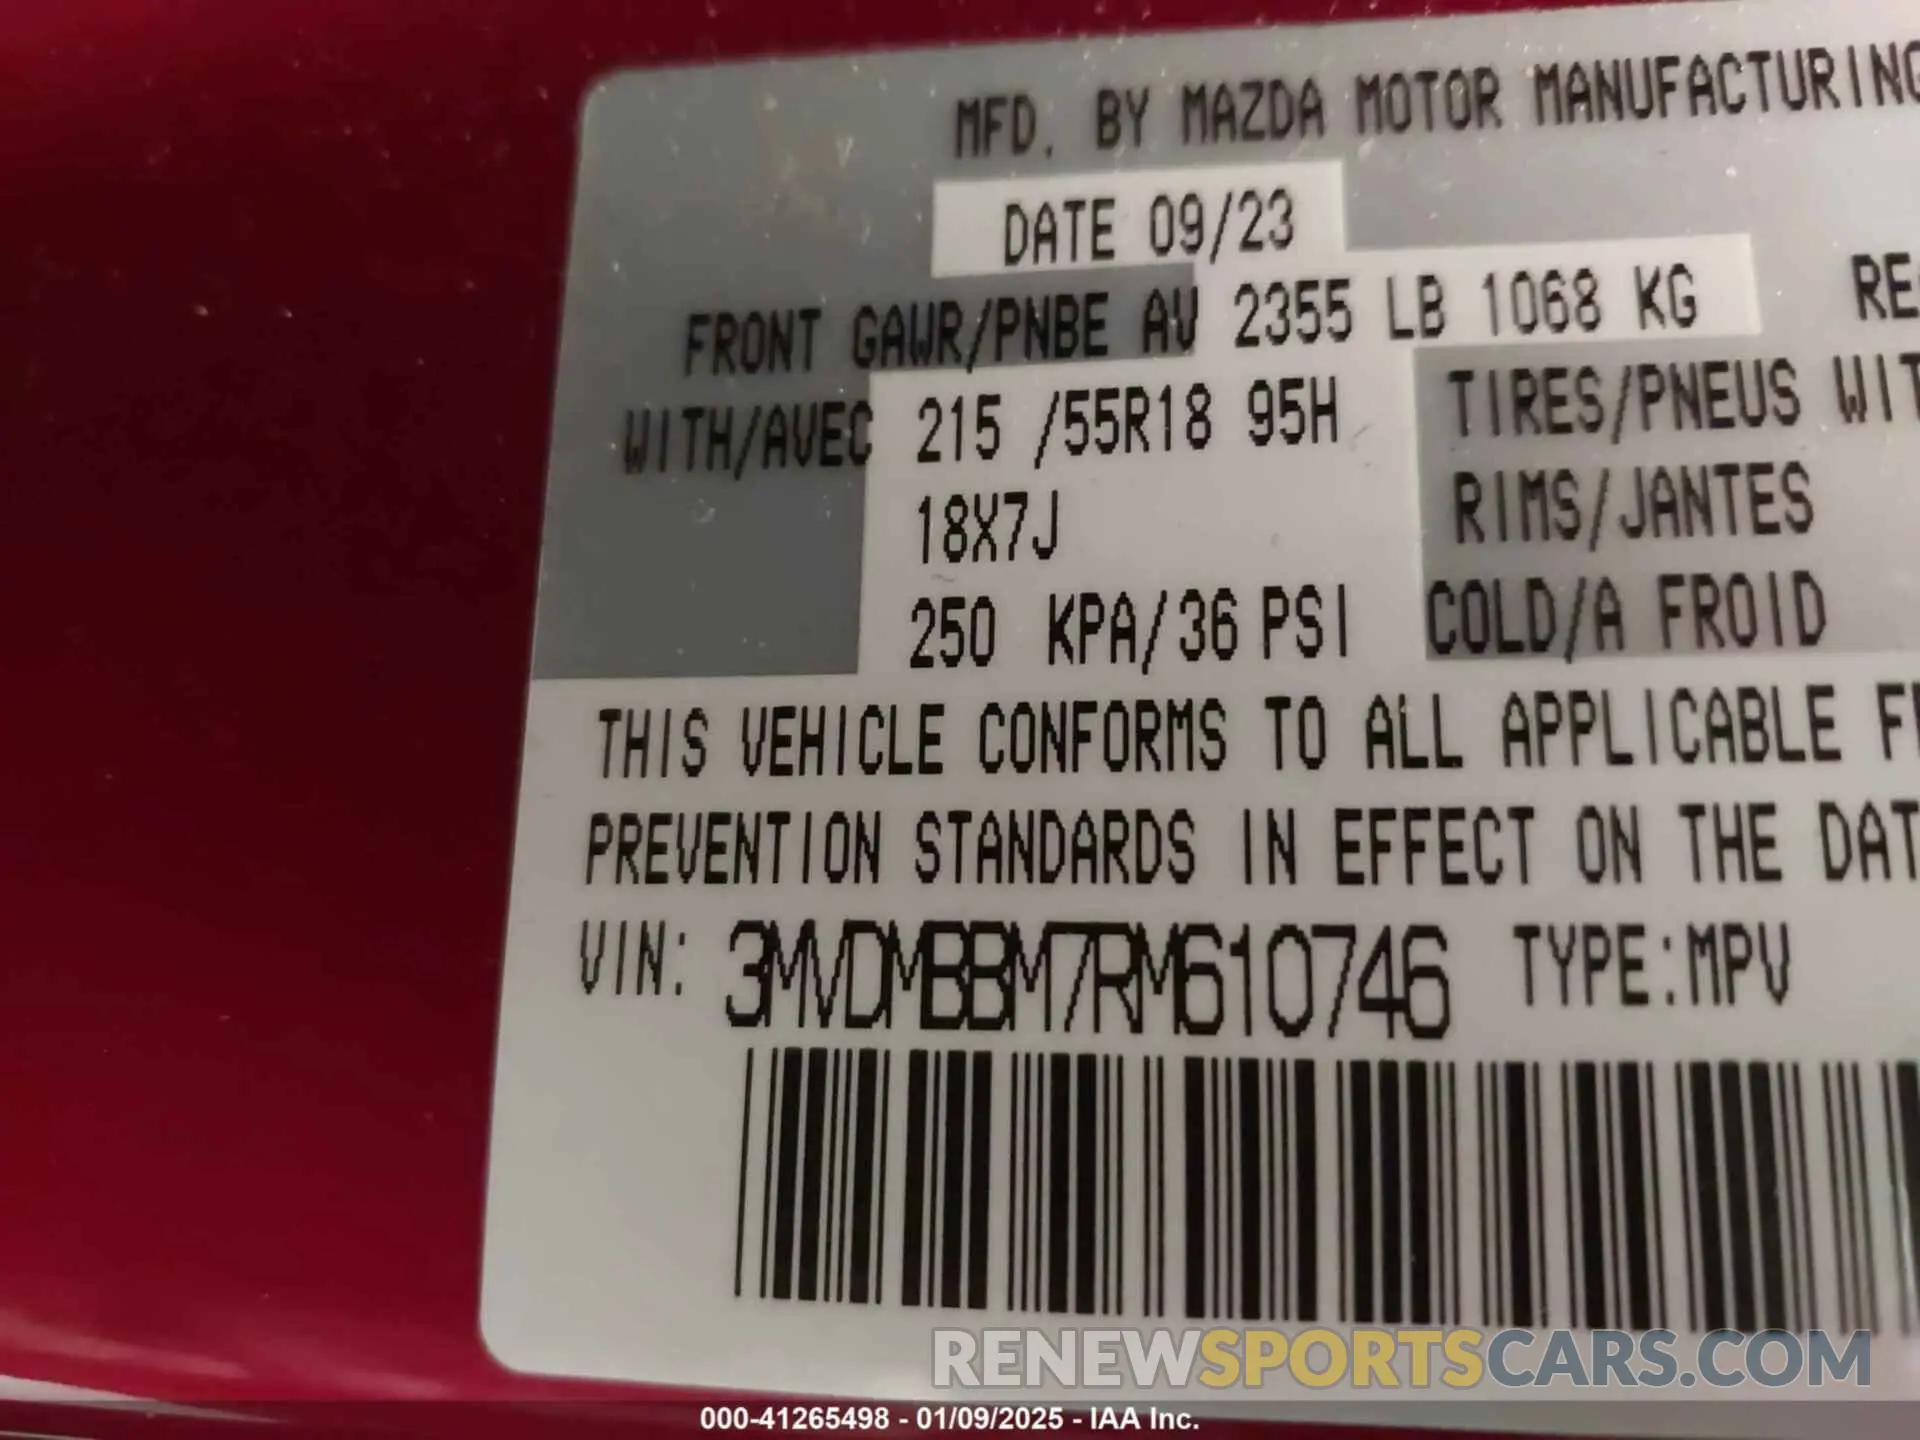 MFD. BY MAZDA MOTOR MANUFACTURING
DATE 09/23
FRONT GAWR/PNBE AV 2355 LB 1068 KG
WITH/AVEC 215 /55R18 95H TIRES/PNEUS
18X7J RIMS/JANTES
250 KPA/36 PSI COLD/A FROID
THIS VEHICLE CONFORMS TO ALL APPLICABLE
PREVENTION STANDARDS IN EFFECT ON THE
VIN: 3MVDMBBM7RM610746 TYPE:MPV
RENEWSPORTSCARS.COM
000-41265498 - 01/09/2025 - IAA Inc.